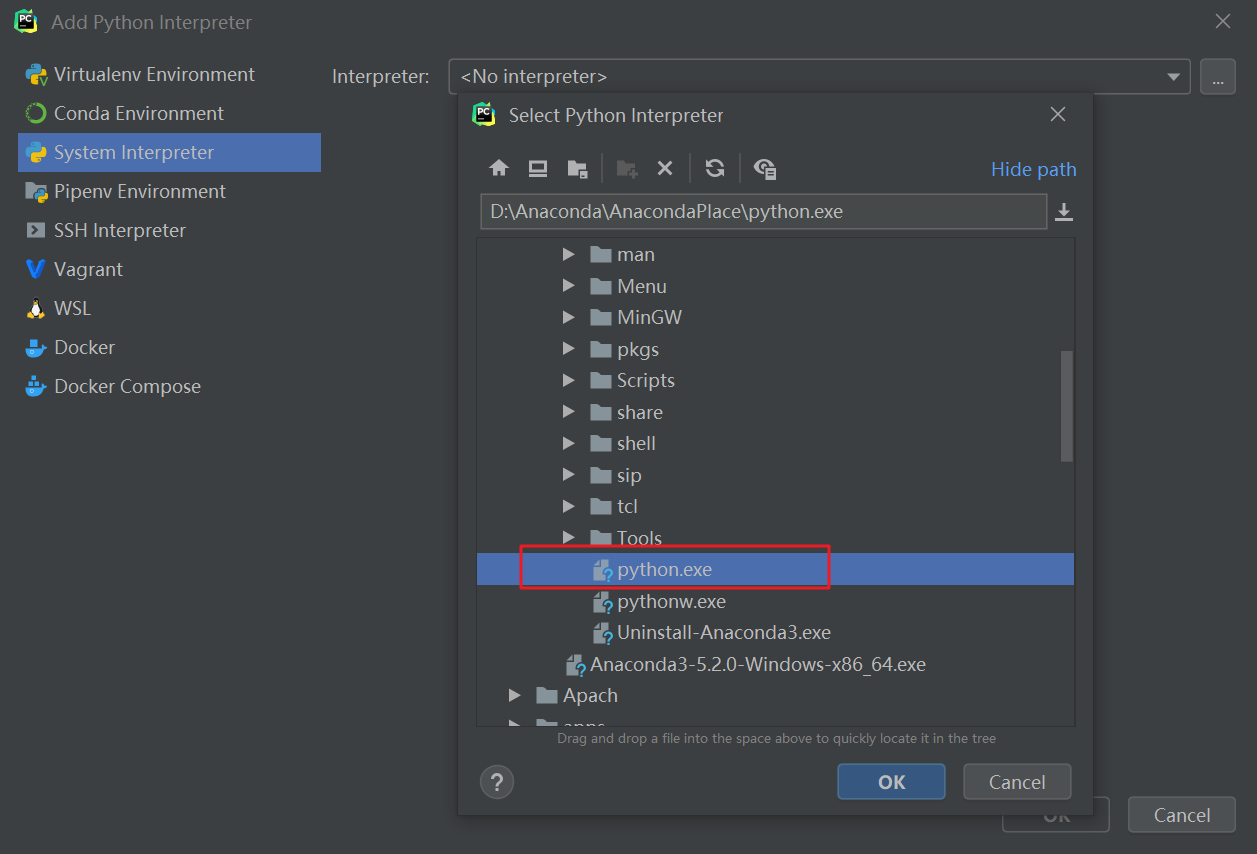 Add Python Interpreter
Virtualenv Environment
Conda Environment
System Interpreter
Pipenv Environment
SSH Interpreter
Vagrant
WSL
Docker
Docker Compose
Interpreter: <No interpreter> ...
Select Python Interpreter
Hide path
D:\Anaconda\AnacondaPlace\python.exe
man
Menu
MinGW
pkgs
Scripts
share
shell
sip
tcl
Tools
python.exe
pythonw.exe
Uninstall-Anaconda3.exe
Anaconda3-5.2.0-Windows-x86_64.exe
Apach
apps
Drag and drop a file into the space above to quickly locate it in the tree
? OK Cancel
OK Cancel